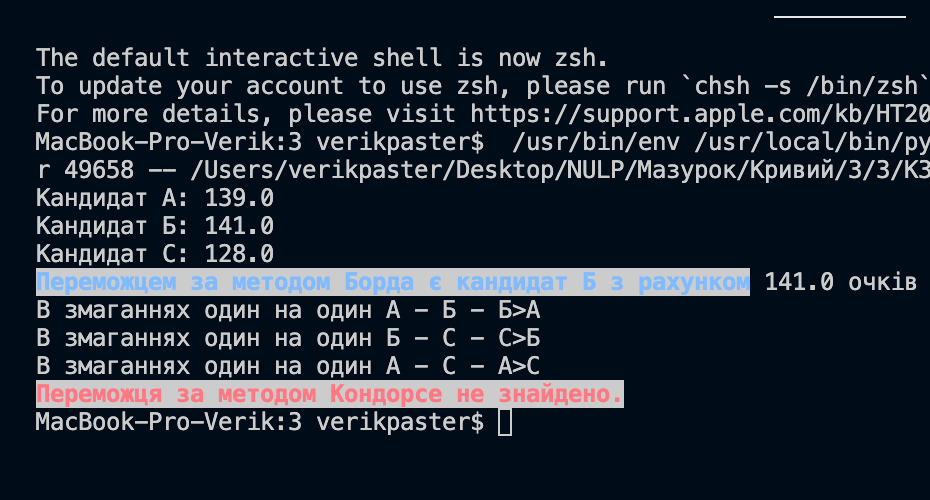 The default interactive shell is now zsh.
To update your account to use zsh, please run `chsh -s /bin/zsh`
For more details, please visit https://support.apple.com/kb/HT20
MacBook-Pro-Verik:3 verikpaster$  /usr/bin/env /usr/local/bin/py
r 49658 -- /Users/verikpaster/Desktop/NULP/Мазурок/Кривий/3/3/КЗ
Кандидат А: 139.0
Кандидат Б: 141.0
Кандидат С: 128.0
Переможцем за методом Борда є кандидат Б з рахунком 141.0 очків
В змаганнях один на один А - Б - Б>А
В змаганнях один на один Б - С - С>Б
В змаганнях один на один А - С - А>С
Переможця за методом Кондорсе не знайдено.
MacBook-Pro-Verik:3 verikpaster$